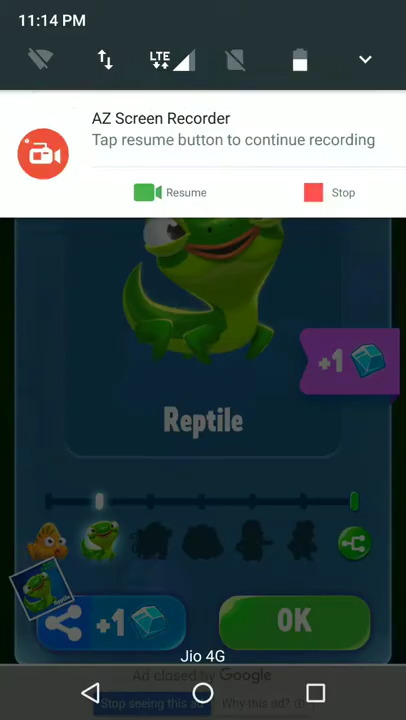 11:14 PM
LTE
AZ Screen Recorder
Tap resume button to continue recording
Resume
Stop
+1
Reptile
Reptile
+1
OK
Jio 4G
Ad closed by Google
Stop seeing this ad
Why this ad?